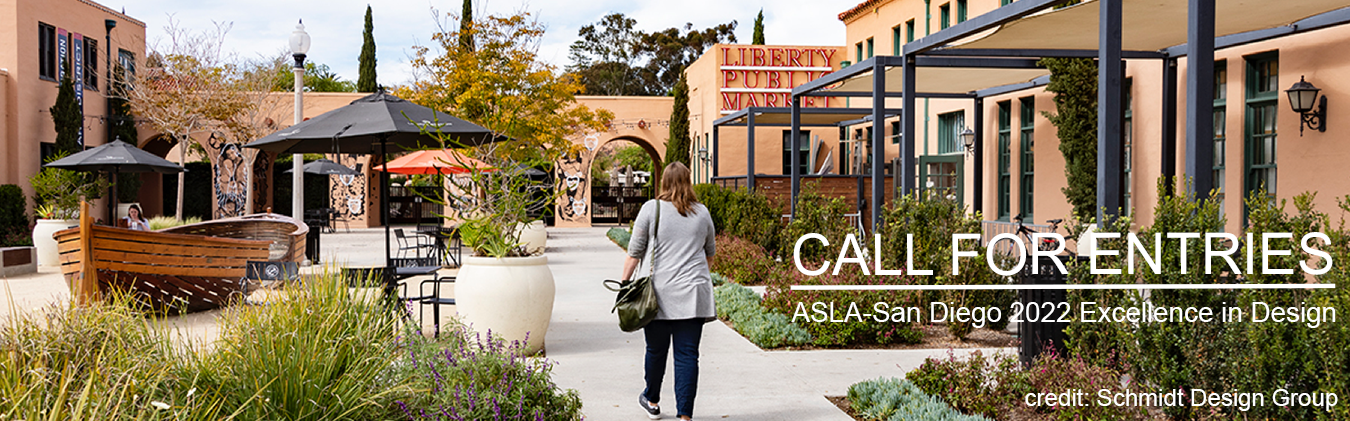 LIBERTY
PUBLIC
MARKET
CALL FOR ENTRIES
ASLA-San Diego 2022 Excellence in Design
credit: Schmidt Design Group